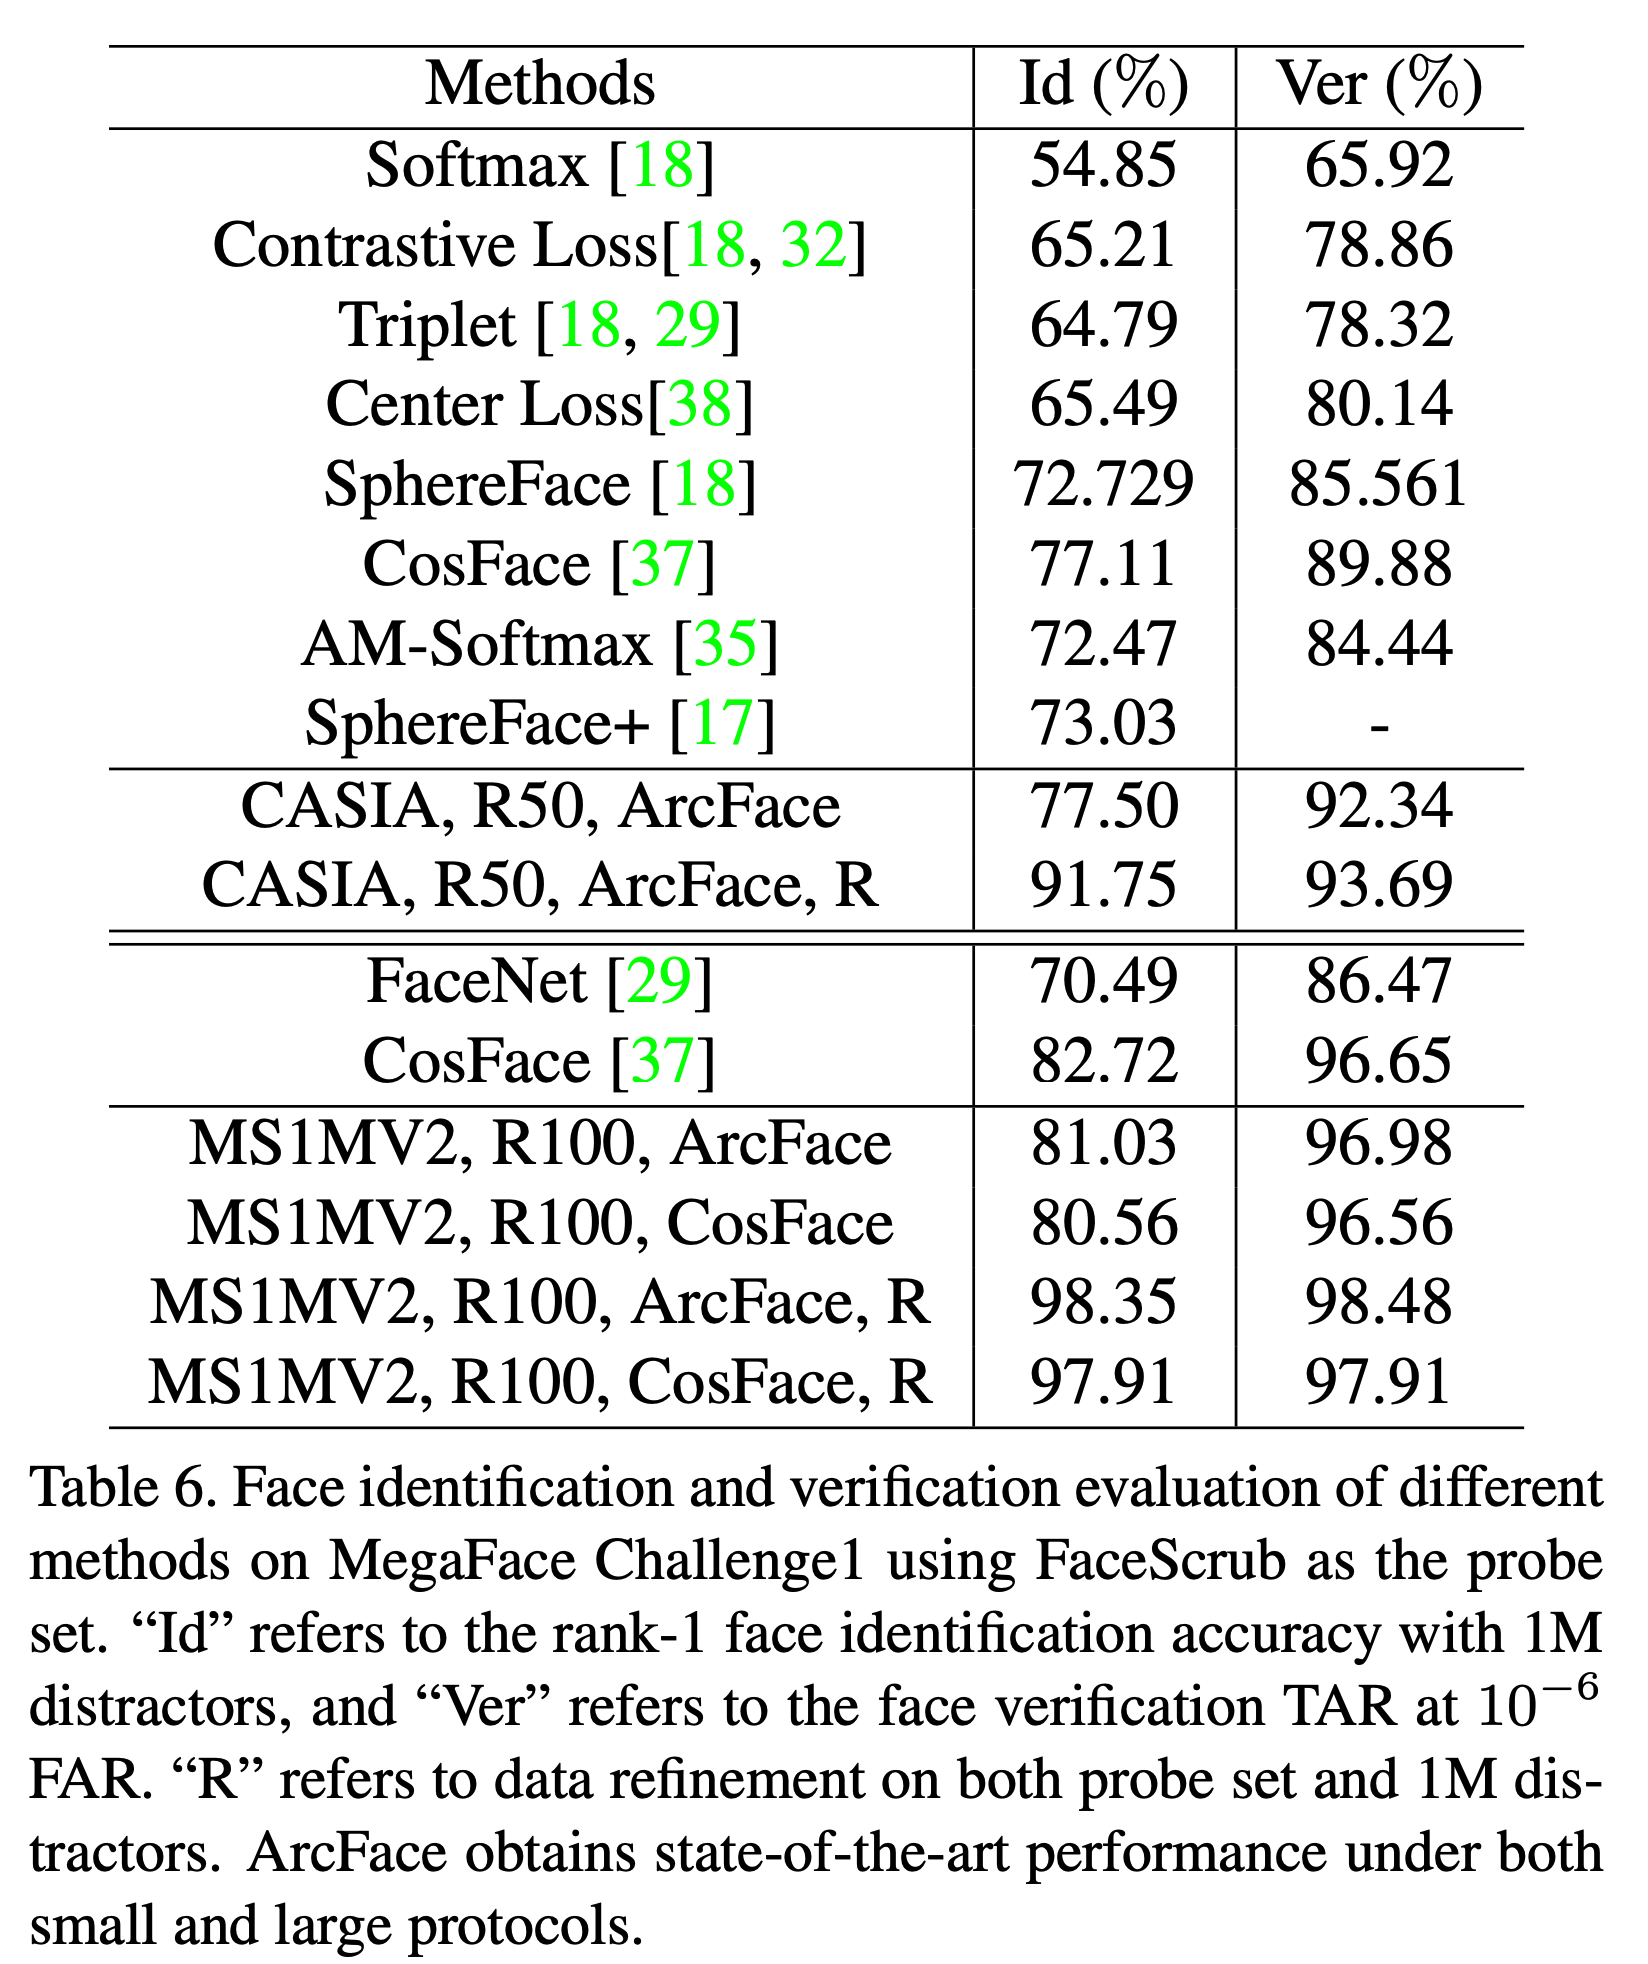 Methods Id (%) Ver (%)
Softmax [18] 54.85 65.92
Contrastive Loss[18, 32] 65.21 78.86
Triplet [18, 29] 64.79 78.32
Center Loss[38] 65.49 80.14
SphereFace [18] 72.729 85.561
CosFace [37] 77.11 89.88
AM-Softmax [35] 72.47 84.44
SphereFace+ [17] 73.03 -
CASIA, R50, ArcFace 77.50 92.34
CASIA, R50, ArcFace, R 91.75 93.69
FaceNet [29] 70.49 86.47
CosFace [37] 82.72 96.65
MS1MV2, R100, ArcFace 81.03 96.98
MS1MV2, R100, CosFace 80.56 96.56
MS1MV2, R100, ArcFace, R 98.35 98.48
MS1MV2, R100, CosFace, R 97.91 97.91
Table 6. Face identification and verification evaluation of different
methods on MegaFace Challenge1 using FaceScrub as the probe
set. “Id” refers to the rank-1 face identification accuracy with 1M
distractors, and “Ver” refers to the face verification TAR at 10⁻⁶
FAR. “R” refers to data refinement on both probe set and 1M dis-
tractors. ArcFace obtains state-of-the-art performance under both
small and large protocols.